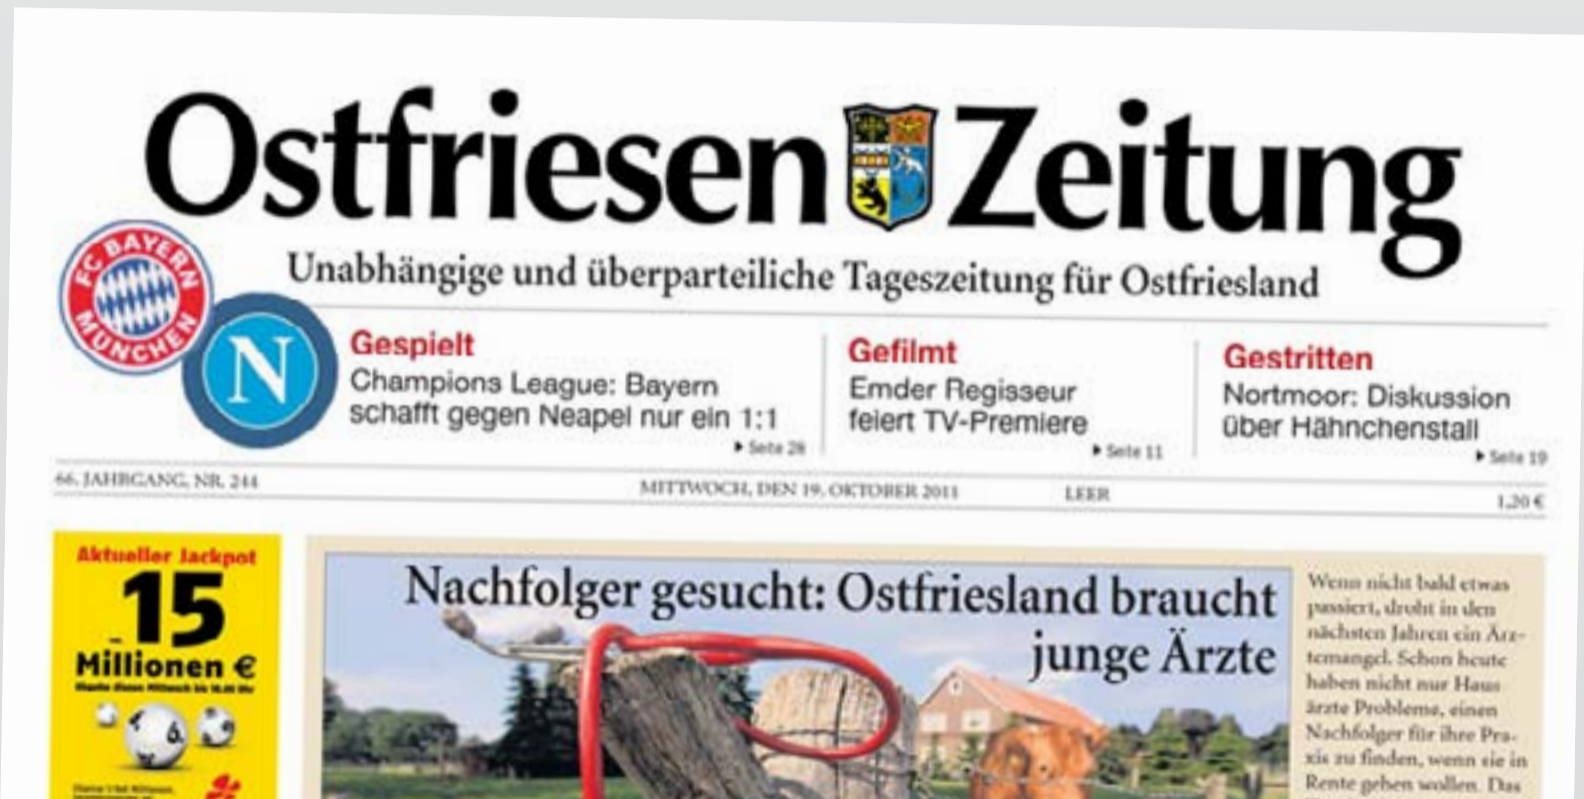 Ostfriesen Zeitung
Unabhängige und überparteiliche Tageszeitung für Ostfriesland
FC BAYERN
MÜNCHEN
N
Gespielt
Champions League: Bayern
schafft gegen Neapel nur ein 1:1
Seite 28
Gefilmt
Emder Regisseur
feiert TV-Premiere
Seite 11
Gestritten
Nortmoor: Diskussion
über Hähnchenstall
Seite 19
66. JAHRGANG, NR. 244
MITTWOCH, DEN 19. OKTOBER 2011
LEER
1,20 €
Aktueller Jackpot
15
Millionen €
4 6
Nachfolger gesucht: Ostfriesland braucht
junge Ärzte
Wenn nicht bald etwas
passiert, droht in den
nächsten Jahren ein Ärz-
temangel. Schon heute
haben nicht nur Haus-
ärzte Probleme, einen
Nachfolger für ihre Pra-
xis zu finden, wenn sie in
Rente gehen wollen. Das